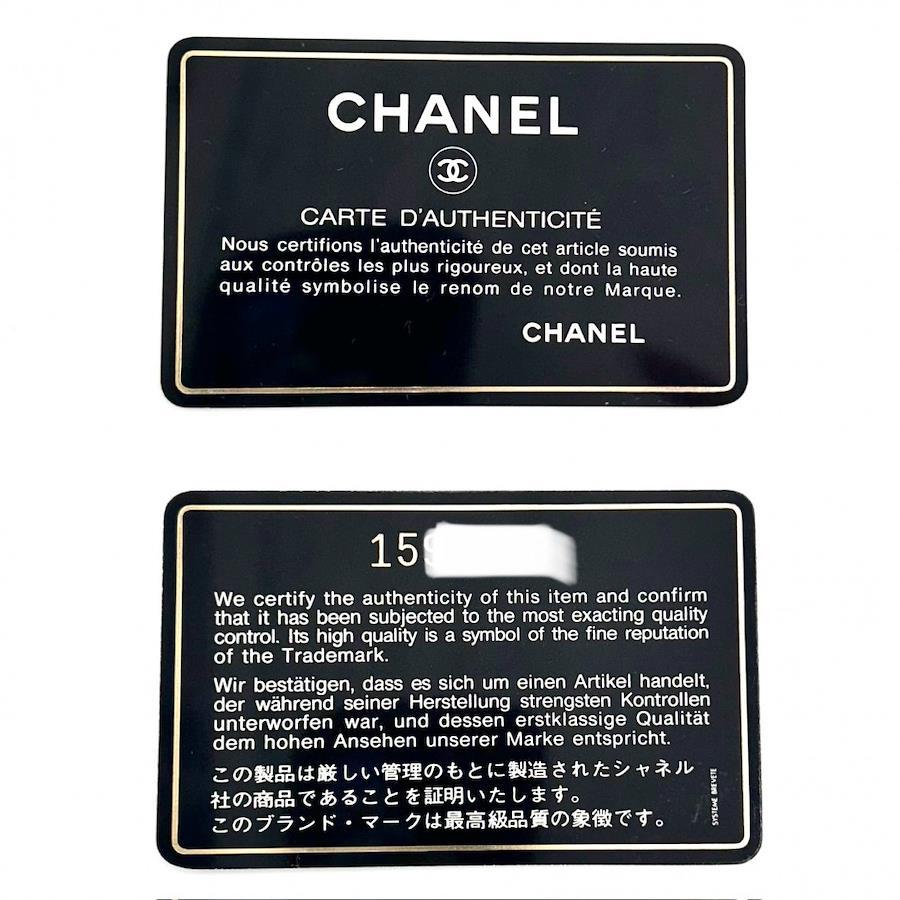 CHANEL
CARTE D'AUTHENTICITÉ
Nous certifions l'authenticité de cet article soumis
aux contrôles les plus rigoureux, et dont la haute
qualité symbolise le renom de notre Marque.
CHANEL
15
We certify the authenticity of this item and confirm
that it has been subjected to the most exacting quality
control. Its high quality is a symbol of the fine reputation
of the Trademark.
Wir bestätigen, dass es sich um einen Artikel handelt,
der während seiner Herstellung strengsten Kontrollen
unterworfen war, und dessen erstklassige Qualität
dem hohen Ansehen unserer Marke entspricht.
この製品は厳しい管理のもとに製造されたシャネル
社の商品であることを証明いたします。
このブランド・マークは最高級品質の象徴です。
SYSTEME BREVETE